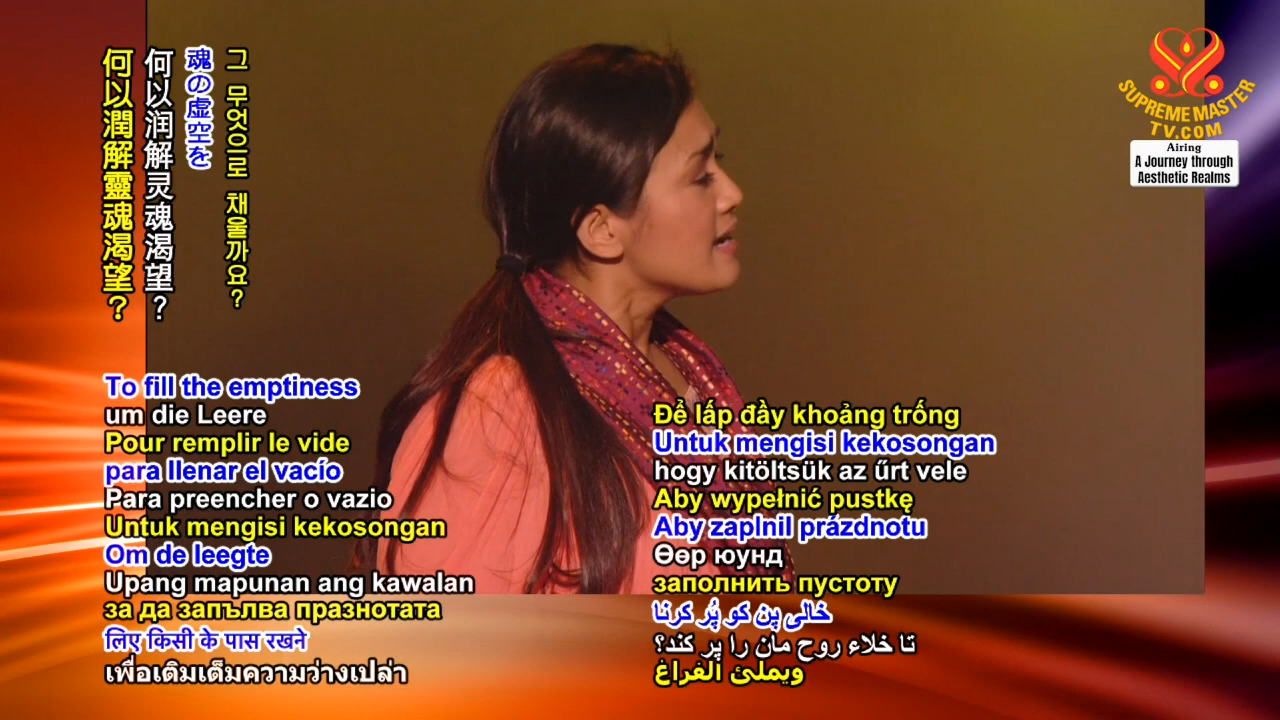 그 무엇으로 채울까요?
魂の虚空を
何以润解灵魂渴望?
何以潤解靈魂渴望?
SUPREME MASTER
TV.COM
Airing
A Journey through
Aesthetic Realms
To fill the emptiness
um die Leere
Pour remplir le vide
para llenar el vacío
Para preencher o vazio
Untuk mengisi kekosongan
Om de leegte
Upang mapunan ang kawalan
за да запълва празнотата
लिए किसी के पास रखने
เพื่อเติมเต็มความว่างเปล่า
Để lấp đầy khoảng trống
Untuk mengisi kekosongan
hogy kitöltsük az űrt vele
Aby wypełnić pustkę
Aby zaplnil prázdnotu
Өөр юунд
заполнить пустоту
خالی پن کو پُر کرنا
تا خلاء روح مان را پر کند؟
ويملئ الفراغ